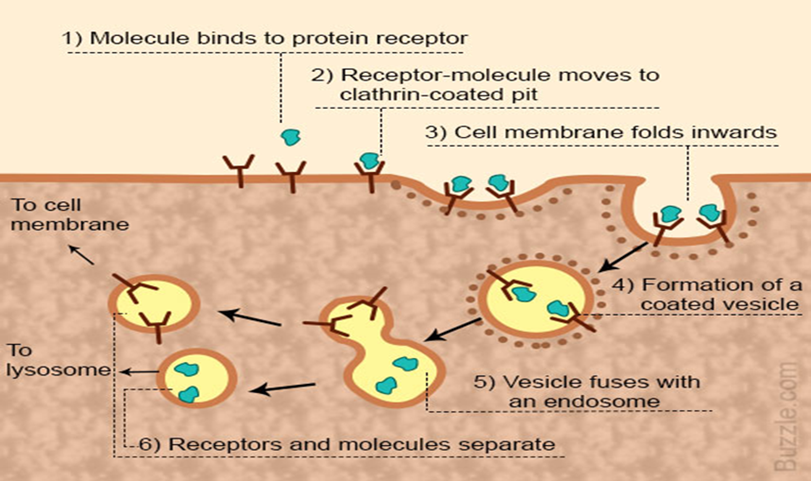 1) Molecule binds to protein receptor
2) Receptor-molecule moves to
clathrin-coated pit
3) Cell membrane folds inwards
To cell
membrane
4) Formation of a
coated vesicle
To
lysosome
5) Vesicle fuses with
an endosome
6) Receptors and molecules separate
Buzzle.com